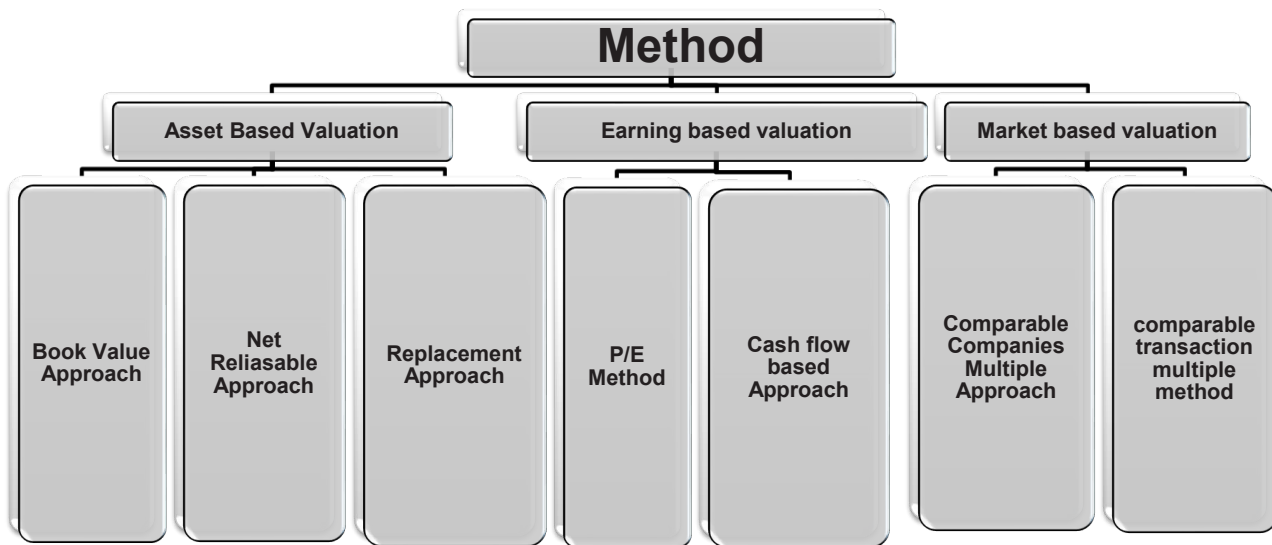 Method
Asset Based Valuation
Earning based valuation
Market based valuation
Book Value
Approach
Net
Reliasable
Approach
Replacement
Approach
P/E
Method
Cash flow
based
Approach
Comparable
Companies
Multiple
Approach
comparable
transaction
multiple
method